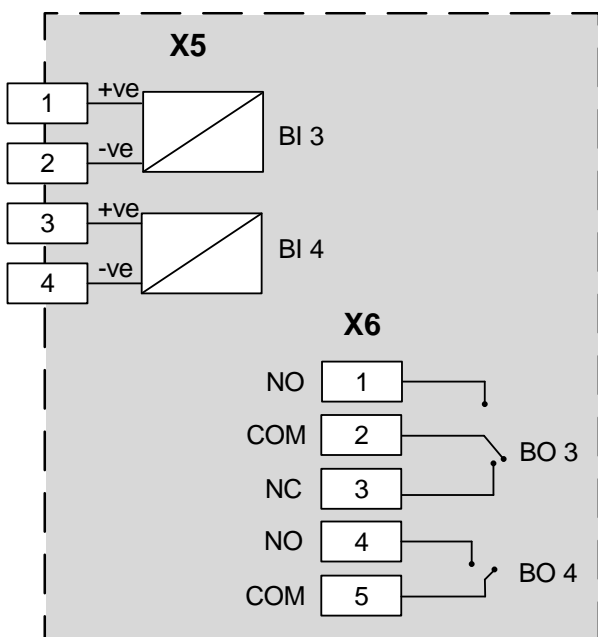 X5
1 +ve
BI 3
2 -ve
3 +ve
BI 4
4 -ve
X6
NO 1
COM 2
BO 3
NC 3
NO 4
BO 4
COM 5